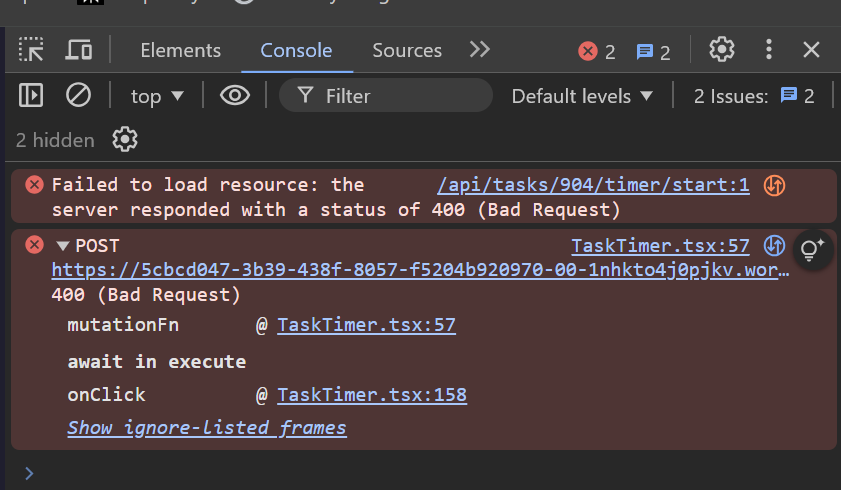 Elements Console Sources 2 2
top Filter Default levels 2 Issues: 2
2 hidden
Failed to load resource: the /api/tasks/904/timer/start:1
server responded with a status of 400 (Bad Request)
POST TaskTimer.tsx:57
https://5cbcd047-3b39-438f-8057-f5204b920970-00-1nhkto4j0pjkv.wor…
400 (Bad Request)
mutationFn @ TaskTimer.tsx:57
await in execute
onClick @ TaskTimer.tsx:158
Show ignore-listed frames